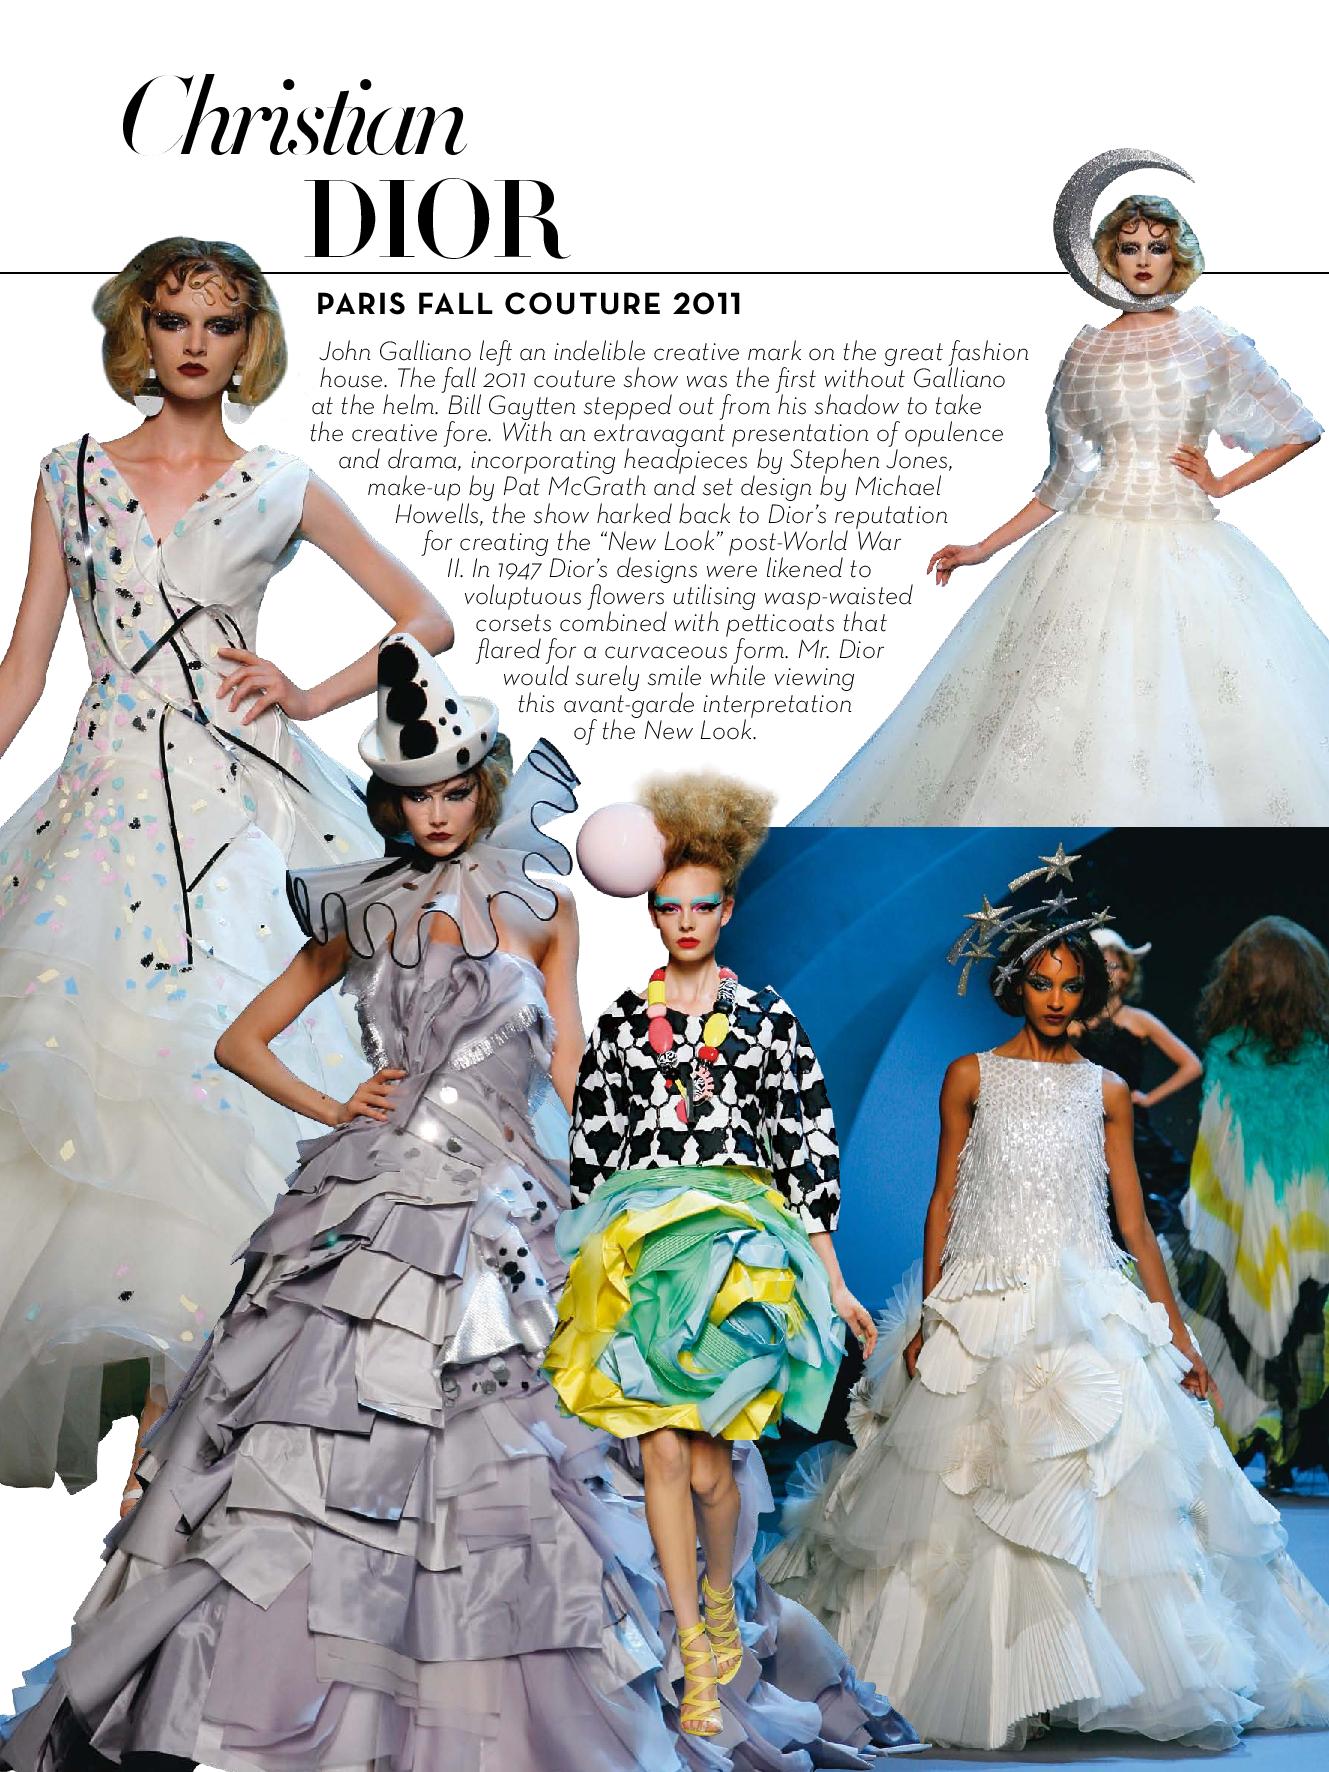 Christian
DIOR
PARIS FALL COUTURE 2011
John Galliano left an indelible creative mark on the great fashion
house. The fall 2011 couture show was the first without Galliano
at the helm. Bill Gaytten stepped out from his shadow to take
the creative fore. With an extravagant presentation of opulence
and drama, incorporating headpieces by Stephen Jones,
make-up by Pat McGrath and set design by Michael
Howells, the show harked back to Dior's reputation
for creating the “New Look” post-World War
II. In 1947 Dior's designs were likened to
voluptuous flowers utilising wasp-waisted
corsets combined with petticoats that
flared for a curvaceous form. Mr. Dior
would surely smile while viewing
this avant-garde interpretation
of the New Look.